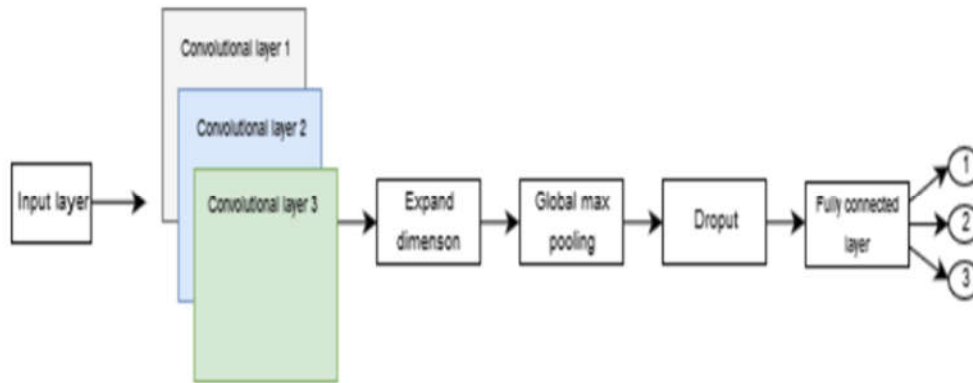 Input layer
Convolutional layer 1
Convolutional layer 2
Convolutional layer 3
Expand
dimenson
Global max
pooling
Droput
Fully connected
layer
1
2
3